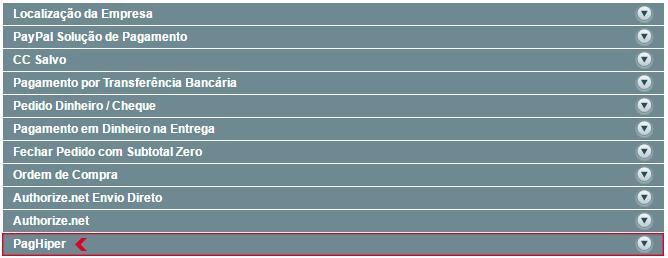 Localização da Empresa
PayPal Solução de Pagamento
CC Salvo
Pagamento por Transferência Bancária
Pedido Dinheiro / Cheque
Pagamento em Dinheiro na Entrega
Fechar Pedido com Subtotal Zero
Ordem de Compra
Authorize.net Envio Direto
Authorize.net
PagHiper